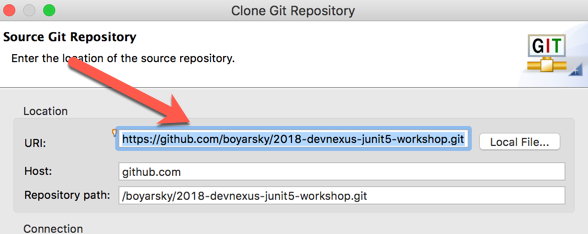 Clone Git Repository
Source Git Repository
Enter the location of the source repository.
GIT
Location
URI: https://github.com/boyarsky/2018-devnexus-junit5-workshop.git Local File...
Host: github.com
Repository path: /boyarsky/2018-devnexus-junit5-workshop.git
Connection